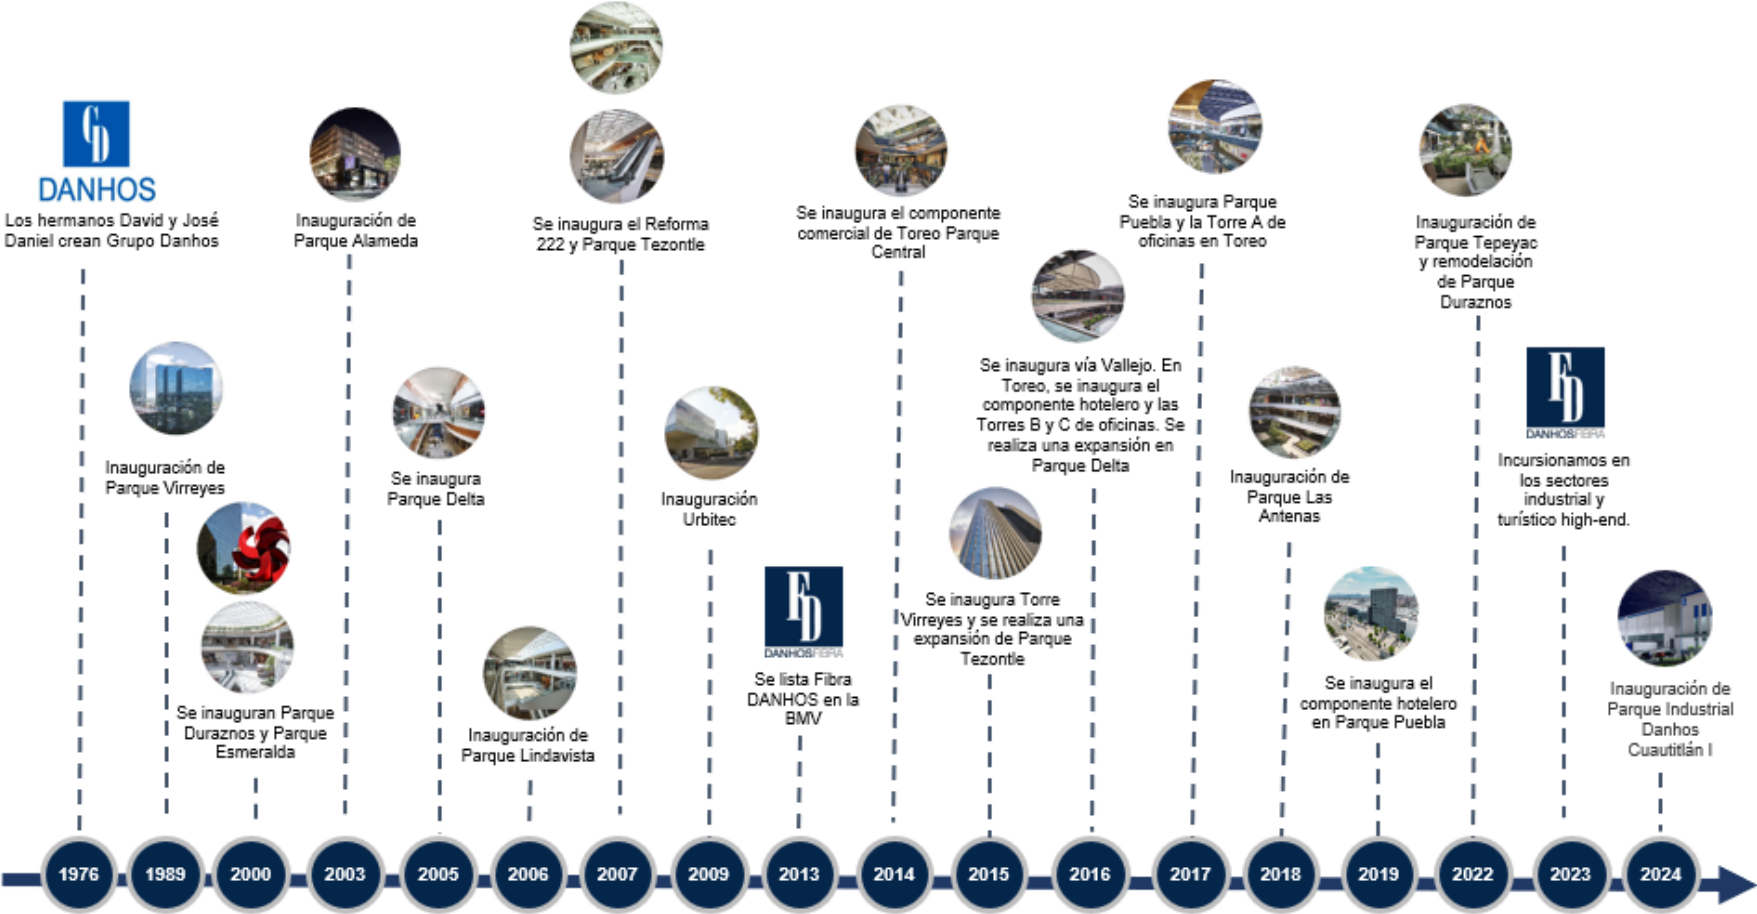 GD
DANHOS
Los hermanos David y José
Daniel crean Grupo Danhos
Inauguración de
Parque Virreyes
Se inauguran Parque
Duraznos y Parque
Esmeralda
Inauguración de
Parque Alameda
Se inaugura
Parque Delta
Inauguración de
Parque Lindavista
Se inaugura el Reforma
222 y Parque Tezontle
Inauguración
Urbitec
FD
DANHOSFIBRA
Se lista Fibra
DANHOS en la
BMV
Se inaugura el componente
comercial de Toreo Parque
Central
Se inaugura Torre
Virreyes y se realiza una
expansión de Parque
Tezontle
Se inaugura vía Vallejo. En
Toreo, se inaugura el
componente hotelero y las
Torres B y C de oficinas. Se
realiza una expansión en
Parque Delta
Se inaugura Parque
Puebla y la Torre A de
oficinas en Toreo
Inauguración de
Parque Las
Antenas
Se inaugura el
componente hotelero
en Parque Puebla
Inauguración de
Parque Tepeyac
y remodelación
de Parque
Duraznos
FD
DANHOSFIBRA
Incursionamos en
los sectores
industrial y
turístico high-end.
Inauguración de
Parque Industrial
Danhos
Cuautitlán I
1976 1989 2000 2003 2005 2006 2007 2009 2013 2014 2015 2016 2017 2018 2019 2022 2023 2024